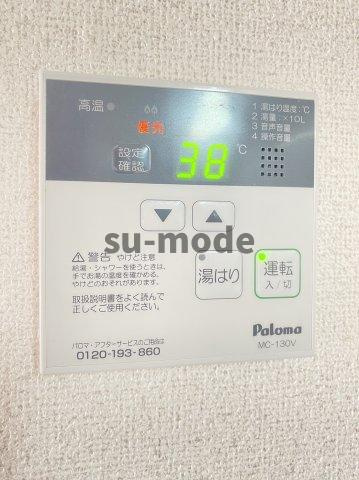 高温
1 湯はり温度:℃
2 湯量:×10L
3 音声音量
4 操作音量
優先
設定
確認
38℃
▼
▲
su-mode
警告 やけど注意
給湯・シャワーを使うときは、
手でお湯の温度を確かめる。
やけどのおそれがあります。
取扱説明書をよく読んで
正しくご使用ください。
湯はり
運転
入/切
パロマ・アフターサービスのご用命は
0120-193-860
Paloma
MC-130V